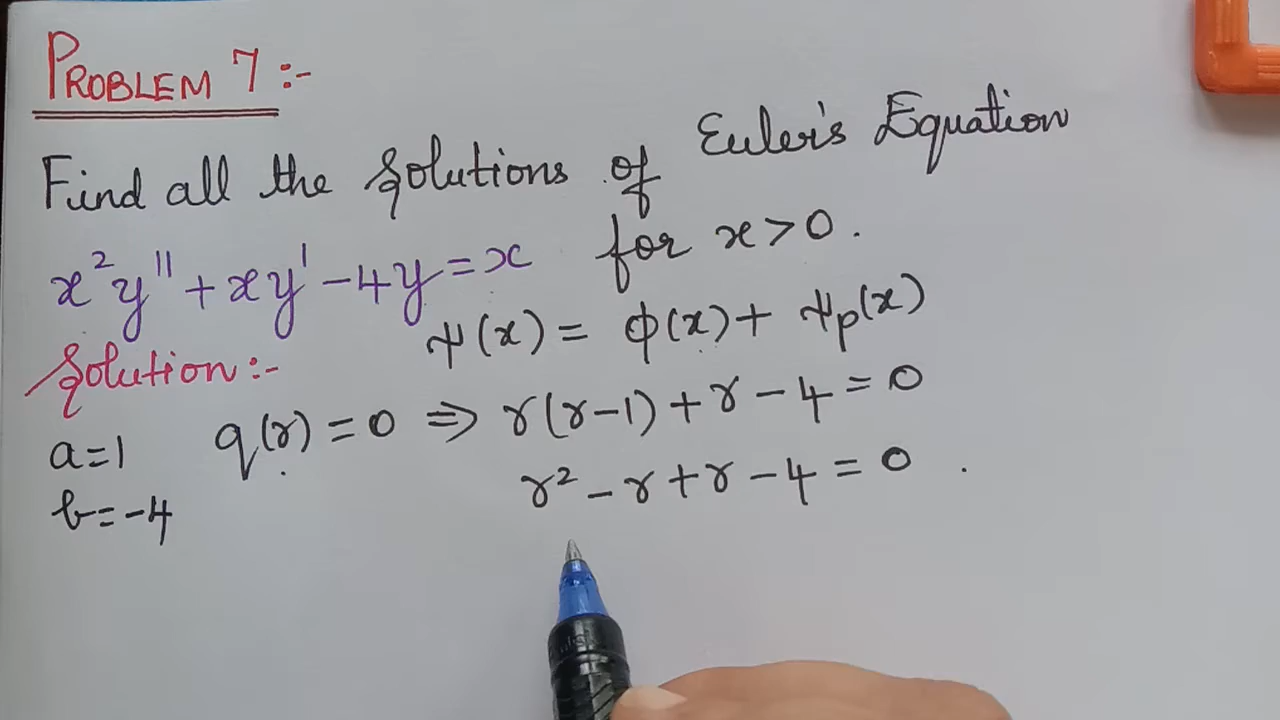 PROBLEM 7 :-
Find all the solutions of Euler's Equation
x² y'' + xy' - 4y = x for x > 0.
ψ(x) = φ(x) + ψp(x)
Solution:-
a=1 q(r) = 0 ⇒ r(r-1) + r - 4 = 0
b=-4 r² - r + r - 4 = 0